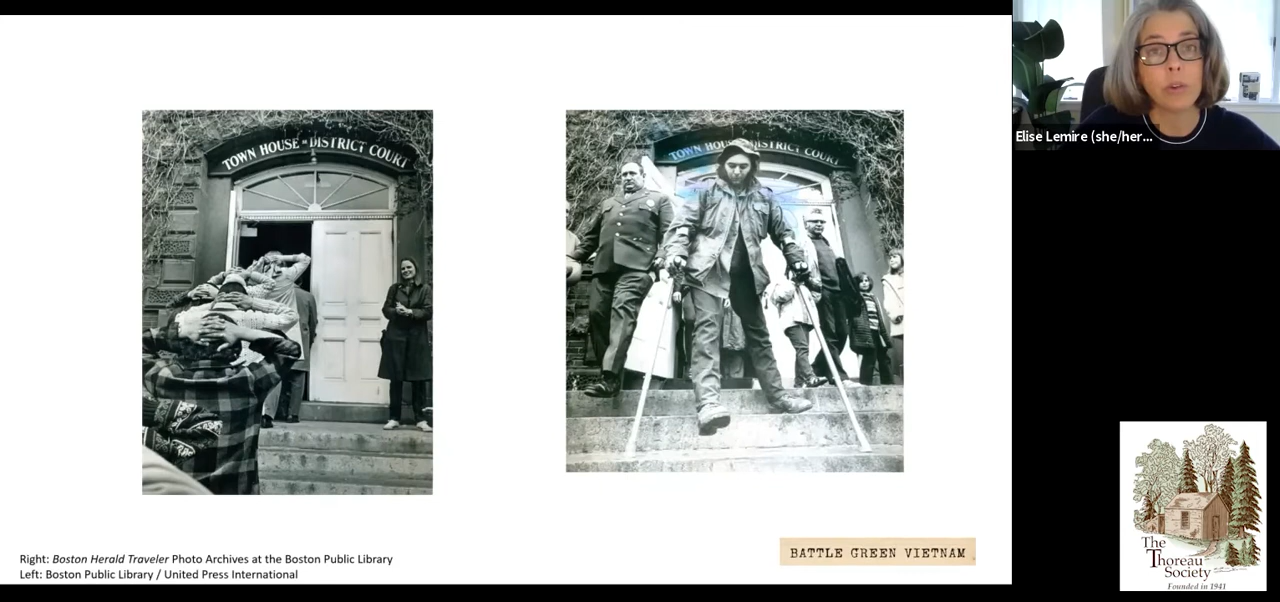 TOWN HOUSE = DISTRICT COURT
TOWN HOUSE DISTRICT COURT
Elise Lemire (she/her...
Right: Boston Herald Traveler Photo Archives at the Boston Public Library
Left: Boston Public Library / United Press International
BATTLE GREEN VIETNAM
The
Thoreau
Society
Founded in 1941